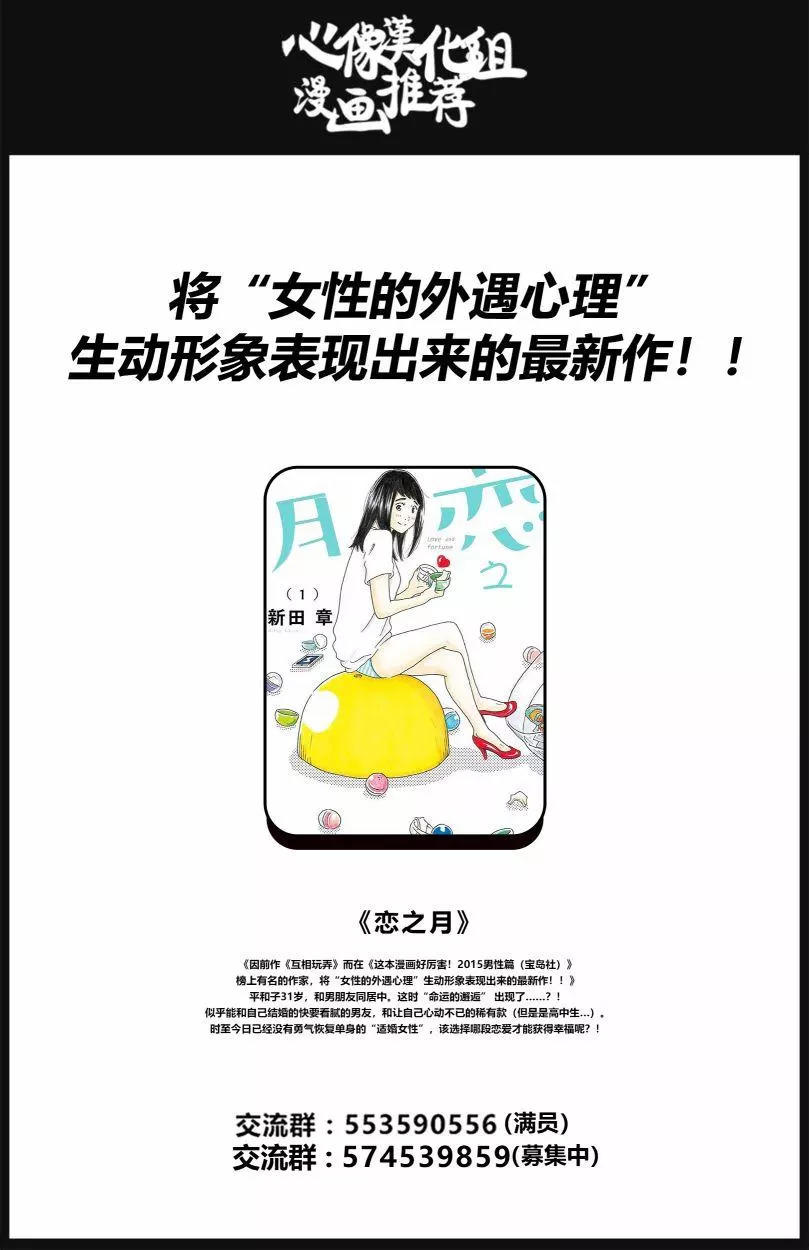 心像漢化组
漫画推荐
将“女性的外遇心理”
生动形象表现出来的最新作！！
月恋
之
Love and
fortune
（1）
新田 章
《恋之月》
《因前作《互相玩弄》而在《这本漫画好厉害！2015男性篇（宝岛社）》
榜上有名的作家，将“女性的外遇心理”生动形象表现出来的最新作！！》
平和子31岁，和男朋友同居中。这时“命运的邂逅” 出现了……？！
似乎能和自己结婚的快要看腻的男友，和让自己心动不已的稀有款（但是是高中生…）。
时至今日已经没有勇气恢复单身的“适婚女性”，该选择哪段恋爱才能获得幸福呢？！
交流群：553590556 (满员)
交流群：574539859(募集中)